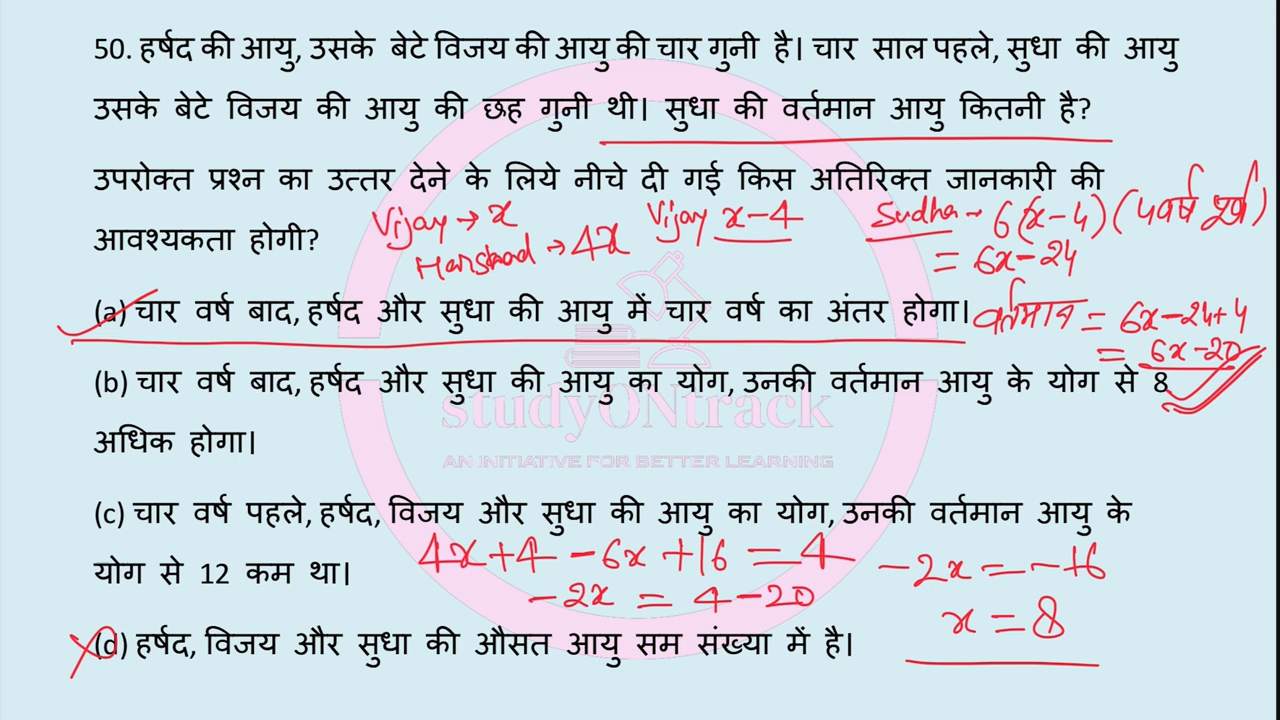 50. हर्षद की आयु, उसके बेटे विजय की आयु की चार गुनी है। चार साल पहले, सुधा की आयु
उसके बेटे विजय की आयु की छह गुनी थी। सुधा की वर्तमान आयु कितनी है?
उपरोक्त प्रश्न का उत्तर देने के लिये नीचे दी गई किस अतिरिक्त जानकारी की
आवश्यकता होगी?
Vijay → x
Harshad → 4x
Vijay x-4
Sudha → 6(x-4) (4वर्ष पूर्व)
= 6x-24
(a) चार वर्ष बाद, हर्षद और सुधा की आयु में चार वर्ष का अंतर होगा।
वर्तमान = 6x-24+4
= 6x-20
(b) चार वर्ष बाद, हर्षद और सुधा की आयु का योग, उनकी वर्तमान आयु के योग से 8
अधिक होगा।
studyONtrack
AN INITIATIVE FOR BETTER LEARNING
(c) चार वर्ष पहले, हर्षद, विजय और सुधा की आयु का योग, उनकी वर्तमान आयु के
योग से 12 कम था।
4x+4-6x+16=4
-2x = 4-20
-2x=-16
x=8
(d) हर्षद, विजय और सुधा की औसत आयु सम संख्या में है।